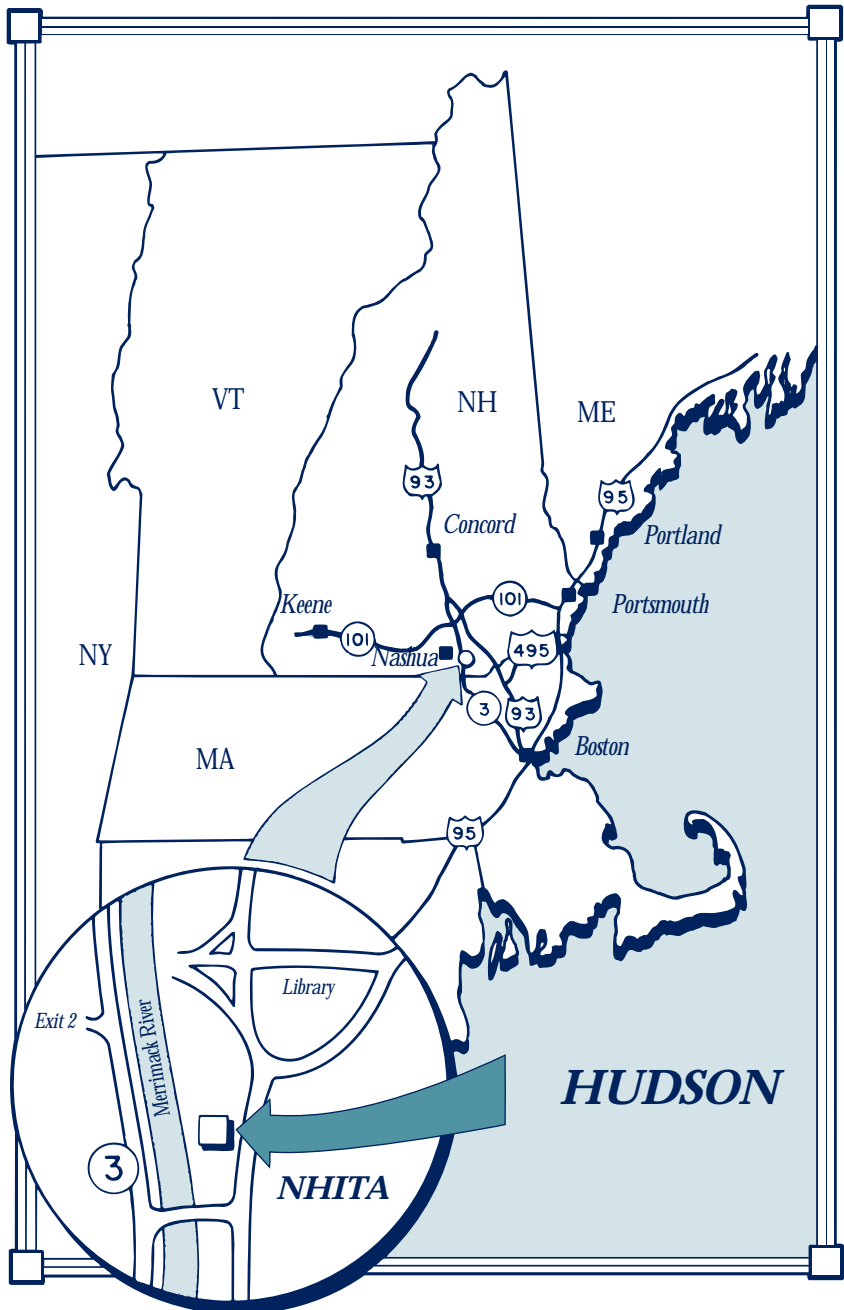 VT
NH
ME
93
95
Concord
Portland
Keene
101
Portsmouth
101
NY
Nashua
495
3
93
MA
Boston
95
Library
Exit 2
Merrimack River
HUDSON
3
NHITA